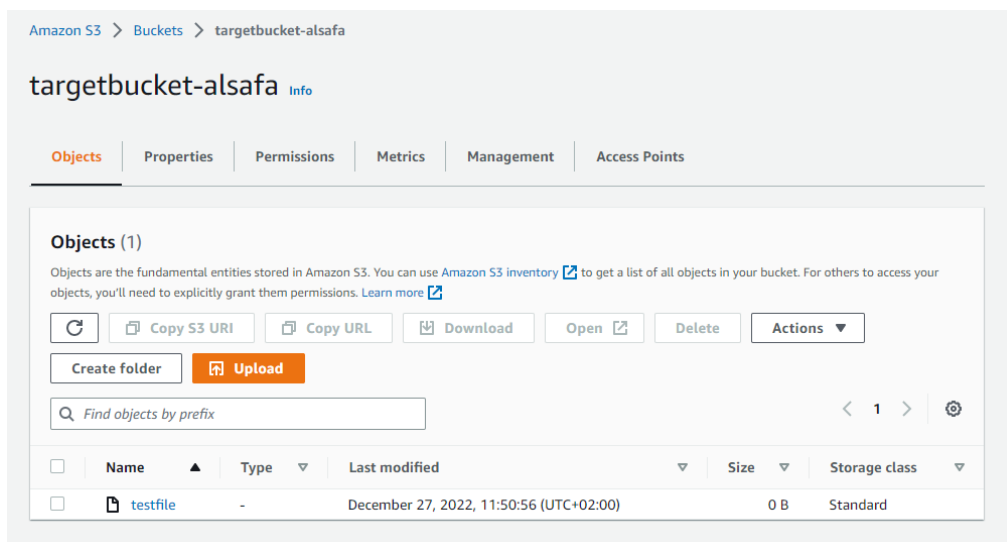 Amazon S3 > Buckets > targetbucket-alsafa
targetbucket-alsafa Info
Objects Properties Permissions Metrics Management Access Points
Objects (1)
Objects are the fundamental entities stored in Amazon S3. You can use Amazon S3 inventory to get a list of all objects in your bucket. For others to access your
objects, you'll need to explicitly grant them permissions. Learn more
Copy S3 URI Copy URL Download Open Delete Actions
Create folder Upload
Find objects by prefix < 1 >
Name Type Last modified Size Storage class
testfile - December 27, 2022, 11:50:56 (UTC+02:00) 0 B Standard